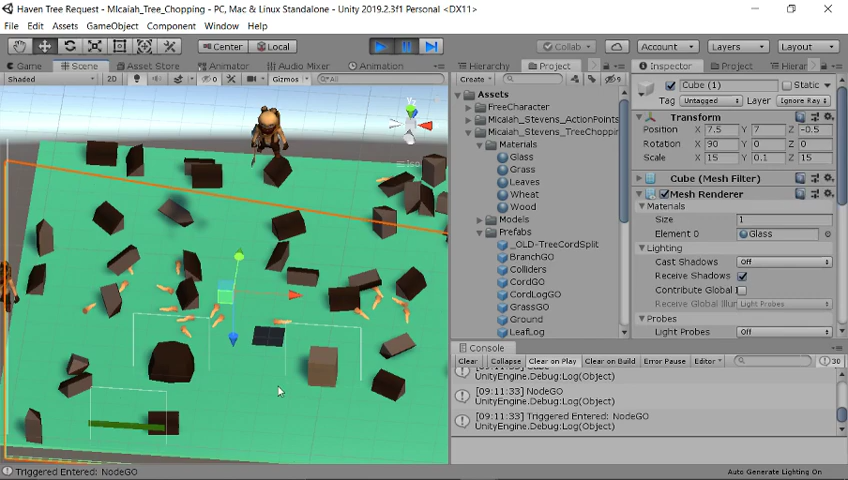 Haven Tree Request - MIcaiah_Tree_Chopping - PC, Mac & Linux Standalone - Unity 2019.2.3f1 Personal <DX11>
File Edit Assets GameObject Component Window Help
Center Local Collab Account Layers Layout
Game Scene Asset Store Animator Audio Mixer Animation
Shaded 2D 0 Gizmos All
Iso
Hierarchy Project
Create 9
Assets
FreeCharacter
Micaiah_Stevens_ActionPoints
Micaiah_Stevens_TreeChoppin
Materials
Glass
Grass
Leaves
Wheat
Wood
Models
Prefabs
_OLD-TreeCordSplit
BranchGO
Colliders
CordGO
CordLogGO
GrassGO
Ground
LeafLog
Inspector Project Hierar
Cube (1) Static
Tag Untagged Layer Ignore Ray
Transform
Position X 7.5 Y 7 Z -0.5
Rotation X 90 Y 0 Z 0
Scale X 15 Y 0.1 Z 15
Cube (Mesh Filter)
Mesh Renderer
Materials
Size 1
Element 0 Glass
Lighting
Cast Shadows Off
Receive Shadows
Contribute Global I
Receive Global Illur Light Probes
Probes
Light Probes Off
Console
Clear Collapse Clear on Play Clear on Build Error Pause Editor 30
UnityEngine.Debug:Log(Object)
[09:11:33] NodeGO
UnityEngine.Debug:Log(Object)
[09:11:33] Triggered Entered: NodeGO
UnityEngine.Debug:Log(Object)
Triggered Entered: NodeGO
Auto Generate Lighting On